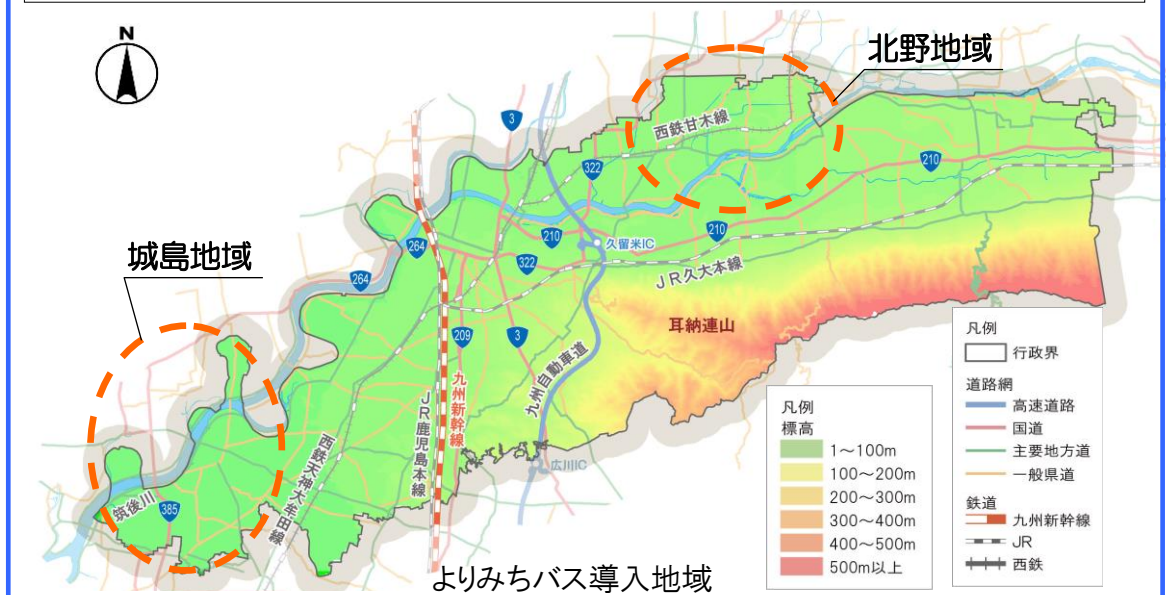 N
北野地域
3
西鉄甘木線
322
210
城島地域
264
264
210
322
久留米IC
210
JR久大本線
耳納連山
209
3
九州自動車道
九州新幹線
JR鹿児島本線
西鉄天神大牟田線
広川IC
筑後川
385
よりみちバス導入地域
凡例
標高
1～100m
100～200m
200～300m
300～400m
400～500m
500m以上
凡例
行政界
道路網
高速道路
国道
主要地方道
一般県道
鉄道
九州新幹線
JR
西鉄